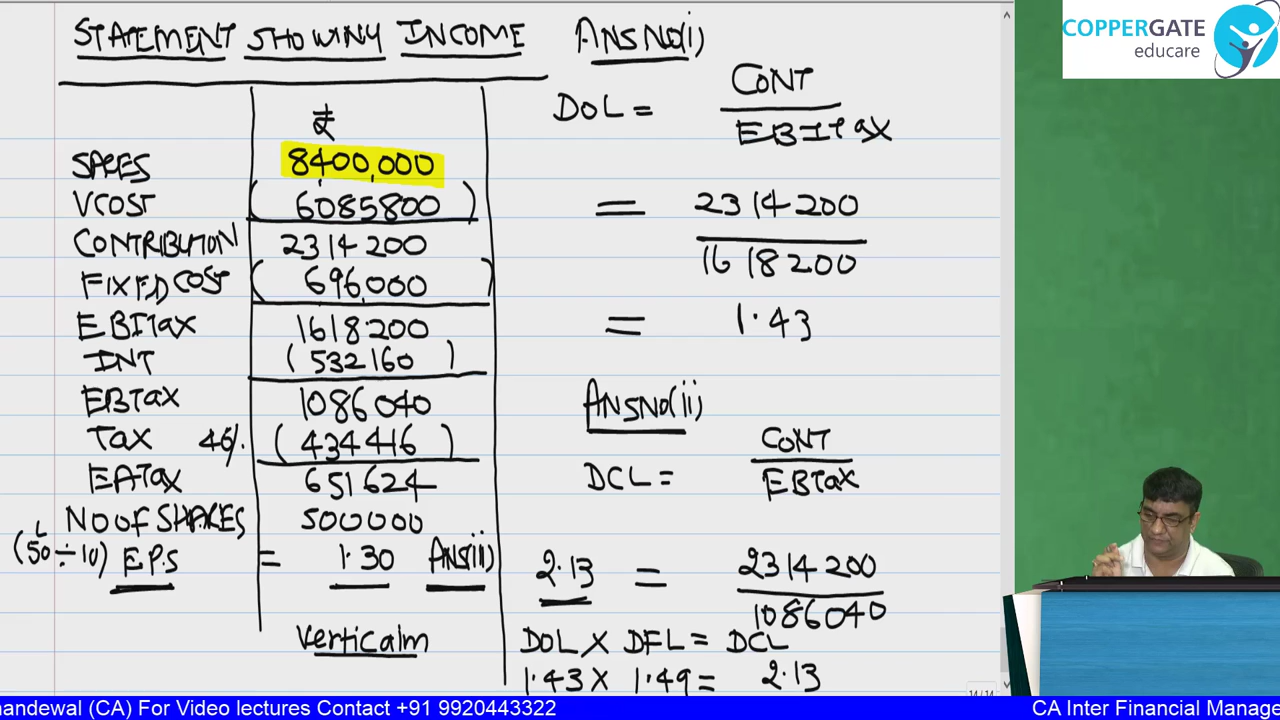 STATEMENT SHOWING INCOME
₹
SALES 8400,000
VCOST (6085800)
CONTRIBUTION 2314200
FIXED COST (696,000)
EBITax 1618200
INT (532160)
EBTax 1086040
Tax 40%. (434416)
EATax 651624
NO OF SHARES 500000
(50L ÷ 10) E.P.S = 1.30 Ans(iii)
Verticalm
ANSNO(i)
DOL = CONT
EBITax
= 2314200
1618200
= 1.43
ANSNO(ii)
DCL = CONT
EBTax
2.13 = 2314200
1086040
DOL X DFL = DCL
1.43 X 1.49 = 2.13
14 / 14
COPPERGATE
educare
handewal (CA) For Video lectures Contact +91 9920443322
CA Inter Financial Manage